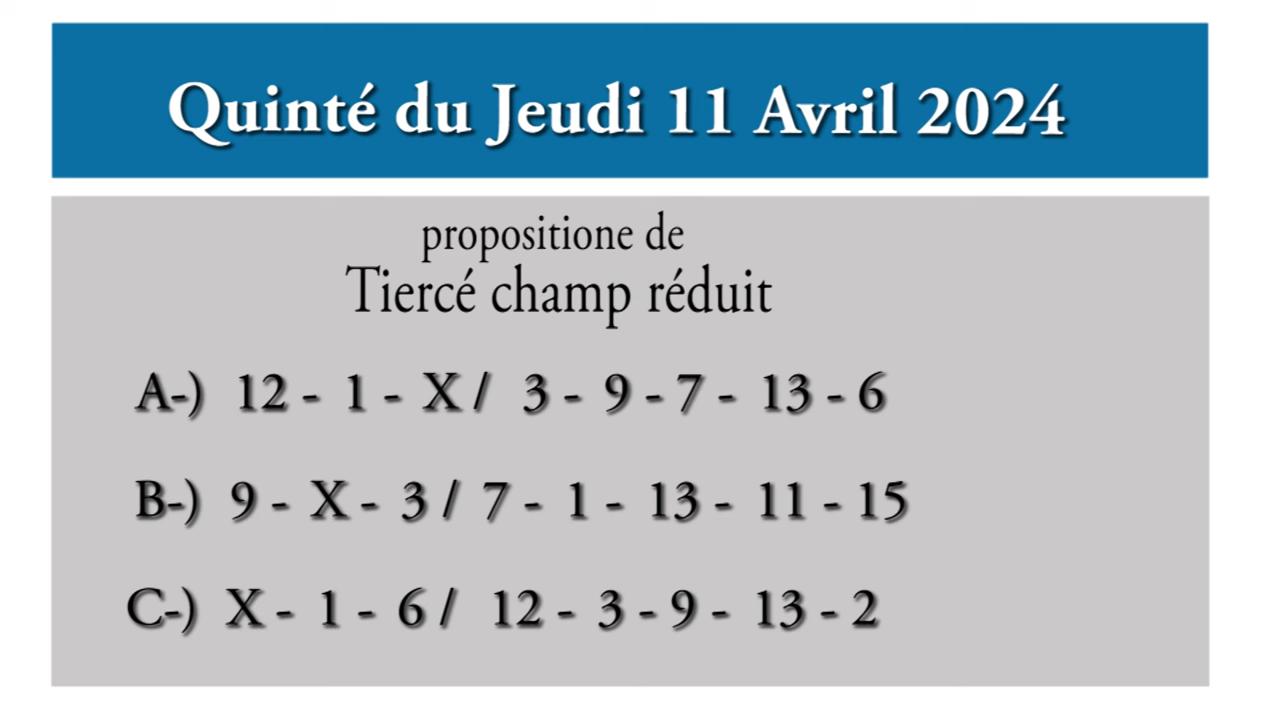 Quinté du Jeudi 11 Avril 2024
propositione de
Tiercé champ réduit
A-) 12 - 1 - X / 3 - 9 - 7 - 13 - 6
B-) 9 - X - 3 / 7 - 1 - 13 - 11 - 15
C-) X - 1 - 6 / 12 - 3 - 9 - 13 - 2